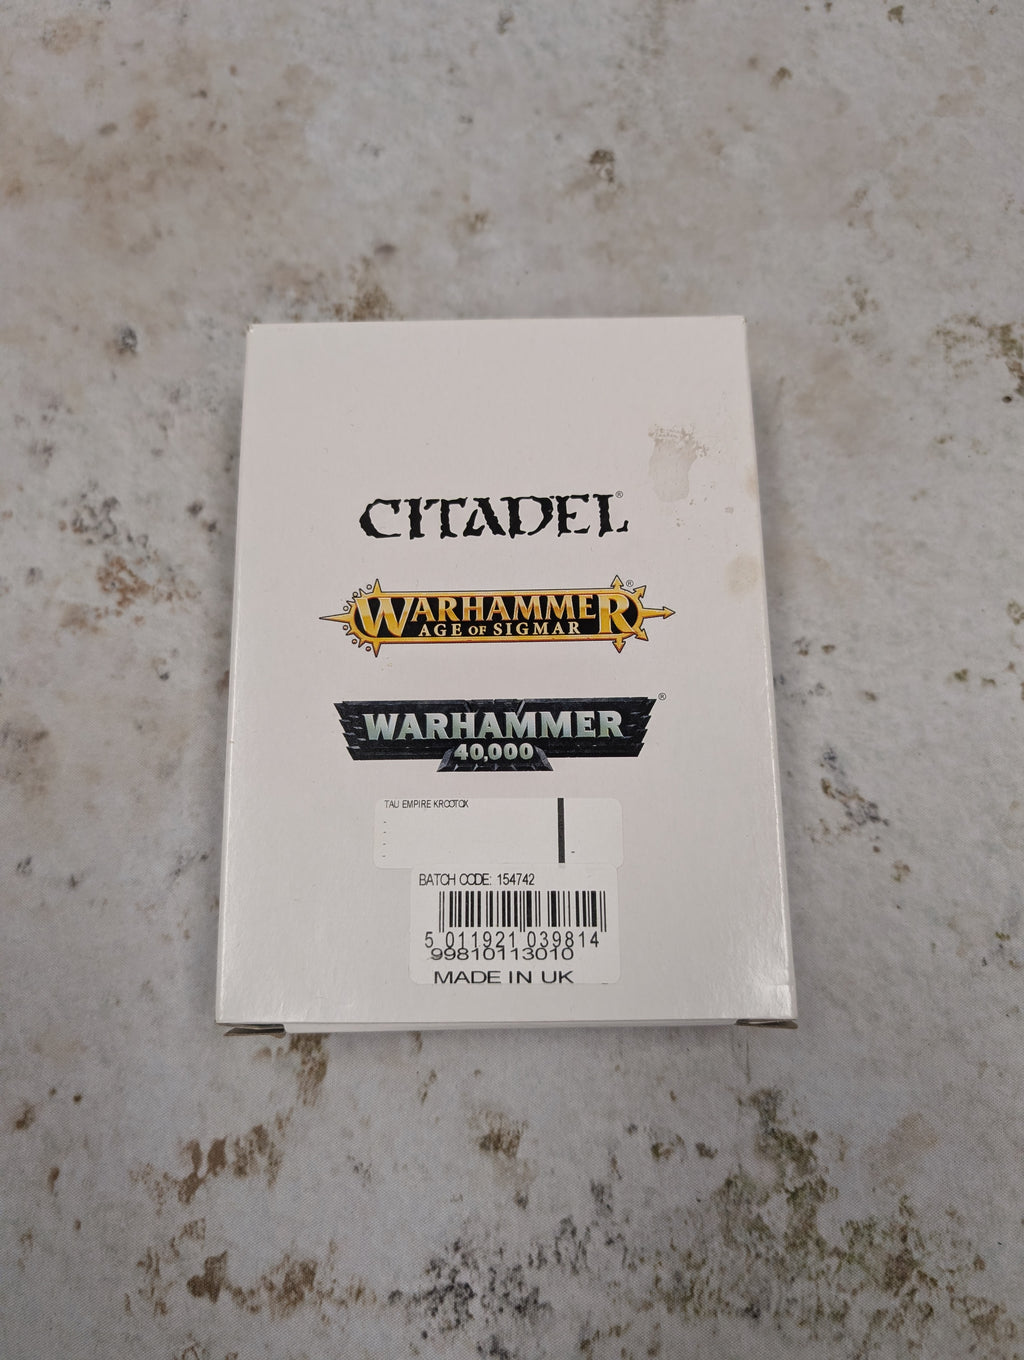 CITADEL®
WARHAMMER®
AGE OF SIGMAR
WARHAMMER®
40,000
TAU EMPIRE KROOTOX
BATCH CODE: 154742
5 011921 039814
99810113010
MADE IN UK